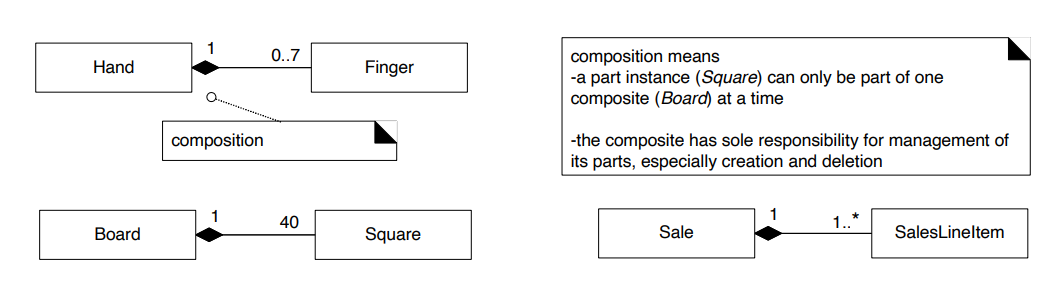 Hand
1
0..7
Finger
composition
composition means
-a part instance (Square) can only be part of one
composite (Board) at a time
-the composite has sole responsibility for management of
its parts, especially creation and deletion
Board
1
40
Square
Sale
1
1..*
SalesLineItem